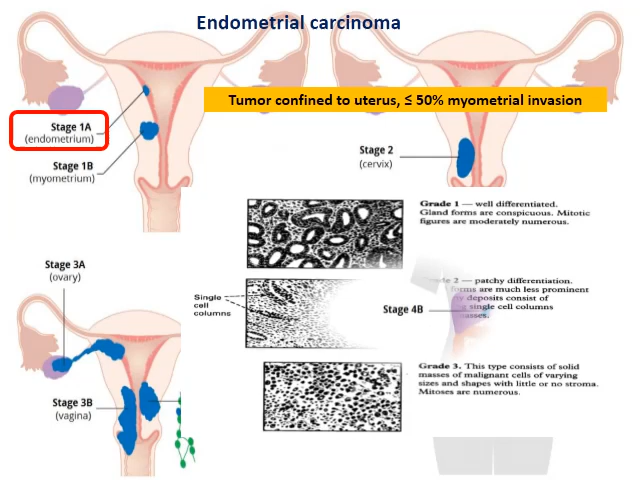 Endometrial carcinoma
Tumor confined to uterus, ≤ 50% myometrial invasion
Stage 1A
(endometrium)
Stage 1B
(myometrium)
Stage 2
(cervix)
Grade 1 — well differentiated.
Gland forms are conspicuous. Mitotic
figures are moderately numerous.
Stage 3A
(ovary)
Single
cell
columns
2 — patchy differentiation.
forms are much less prominent
deposits consist of
single cell columns
Stage 4B
Grade 3. This type consists of solid
masses of malignant cells of varying
sizes and shapes with little or no stroma.
Mitoses are numerous.
Stage 3B
(vagina)